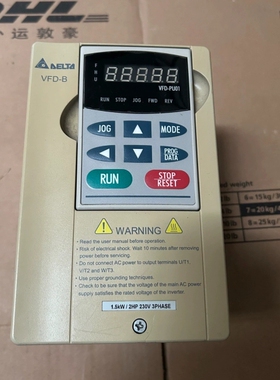 DHL
运敦豪
DELTA
VFD-B
F
H
U
VFD-PU01
RUN STOP JOG FWD REV
JOG
MODE
PROG
DATA
RUN
STOP
RESET
WARNING
Read the user manual before operation.
Risk of electrical shock. Wait 10 minutes after removing
power before servicing.
Do not connect AC power to output terminals U/T1,
V/T2 and W/T3.
Use proper grounding techniques.
Check to be sure that the voltage of the main AC power
supply satisfies the rated voltage of the inverter.
1.5kW / 2HP 230V 3PHASE
weight